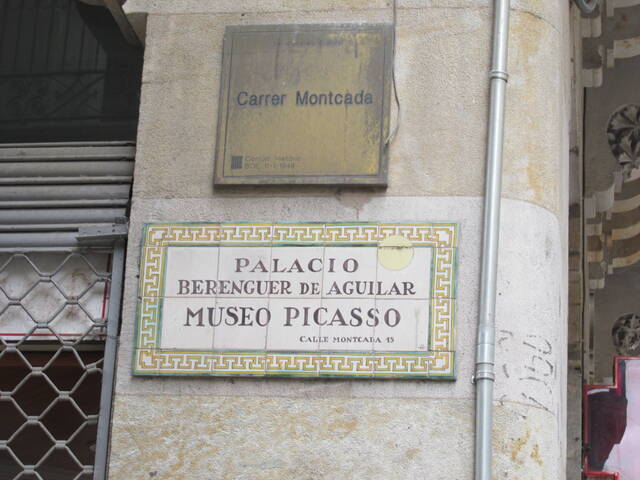 Carrer Montcada
PALACIO
BERENGUER DE AGUILAR
MUSEO PICASSO
CALLE MONTCADA 15